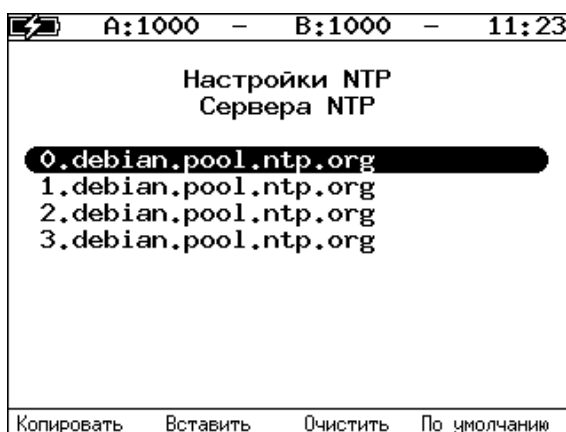 A:1000 – B:1000 – 11:23
Настройки NTP
Сервера NTP
0.debian.pool.ntp.org
1.debian.pool.ntp.org
2.debian.pool.ntp.org
3.debian.pool.ntp.org
Копировать Вставить Очистить По умолчанию